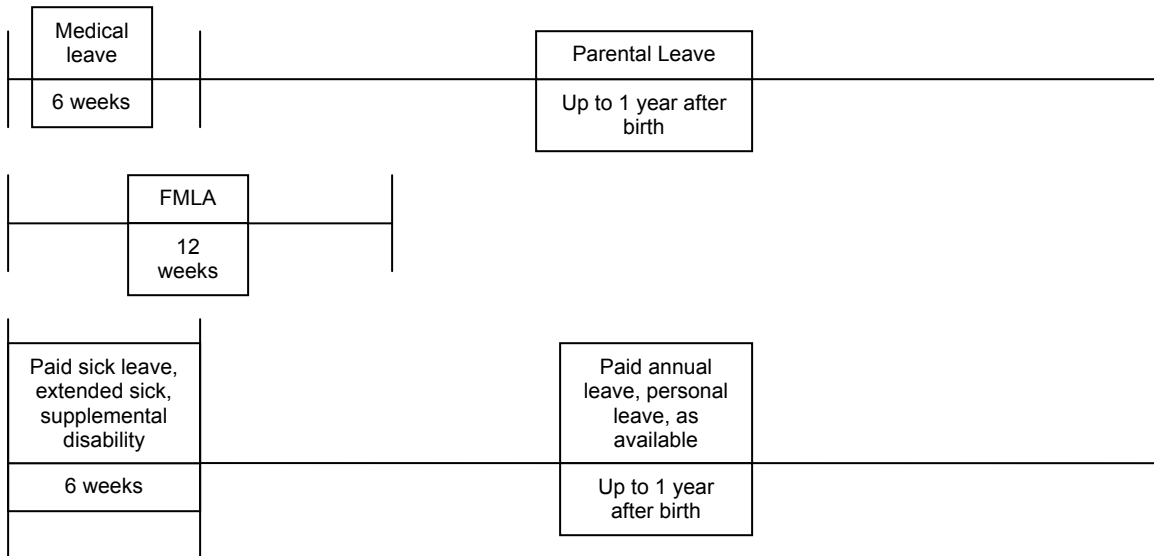 Medical
leave
6 weeks
Parental Leave
Up to 1 year after
birth
FMLA
12
weeks
Paid sick leave,
extended sick,
supplemental
disability
6 weeks
Paid annual
leave, personal
leave, as
available
Up to 1 year
after birth